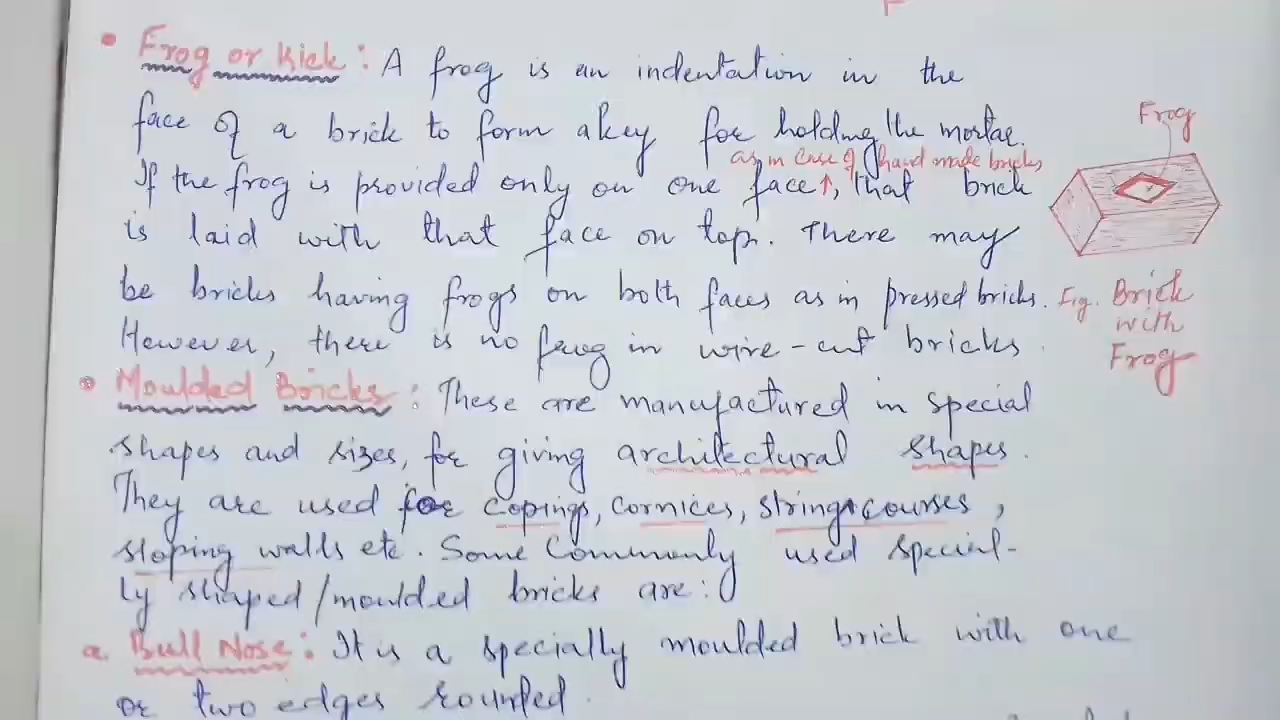 Frog or Kick : A frog is an indentation in the
face of a brick to form a key for holding the mortar.
as in case of hand made bricks
If the frog is provided only on one face↑, that brick
is laid with that face on top. There may
be bricks having frogs on both faces as in pressed bricks.
However, there is no frog in wire-cut bricks.
Frog
Fig. Brick
with
Frog
Moulded Bricks : These are manufactured in special
shapes and sizes, for giving architectural shapes.
They are used for copings, cornices, string courses,
sloping walls etc. Some Commonly used special-
ly shaped/moulded bricks are:
a. Bull Nose : It is a specially moulded brick with one
or two edges rounded.